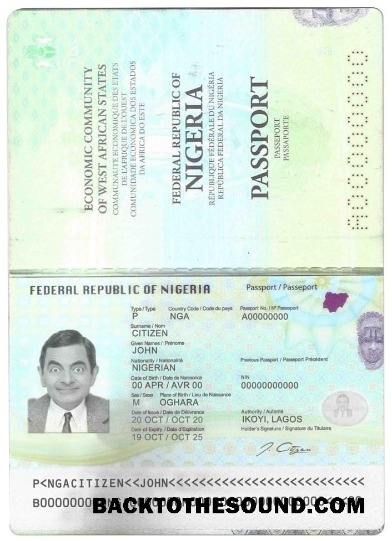 ECONOMIC COMMUNITY
OF WEST AFRICAN STATES
COMMUNAUTE ECONOMIQUE DES ETATS
DE L'AFRIQUE DE L'OUEST
COMUNIDADE ECONOMICA DOS ESTADOS
DA AFRICA DO ESTE
FEDERAL REPUBLIC OF
NIGERIA
RÉPUBLIQUE FÉDÉRALE DU NIGÉRIA
REPÚBLICA FEDERAL DA NIGERIA
PASSPORT
PASSEPORT
PASSAPORTE
A00000000
FEDERAL REPUBLIC OF NIGERIA Passport / Passeport
Type / Type Country Code / Code du pays Passport No. / Nº Passeport
P NGA A00000000
Surname / Nom
CITIZEN
Given Names / Prénoms
JOHN
Nationality / Nationalité Previous Passport / Passeport Précédent
NIGERIAN
Date of Birth / Date de Naissance NIN
00 APR / AVR 00 00000000000
Sex / Sexe Place of Birth / Lieu de Naissance
M OGHARA
Date of Issue / Date de Délivrance Authority / Autorité
20 OCT / OCT 20 IKOYI, LAGOS
Date of Expiry / Date d'Expiration Holder's Signature / Signature du Titulaire
19 OCT / OCT 25 J. Citizen
P<NGACITIZEN<<JOHN<<<<<<<<<<<<<<<<<<<<<<<<<<
BACKTOTHESOUND.COM